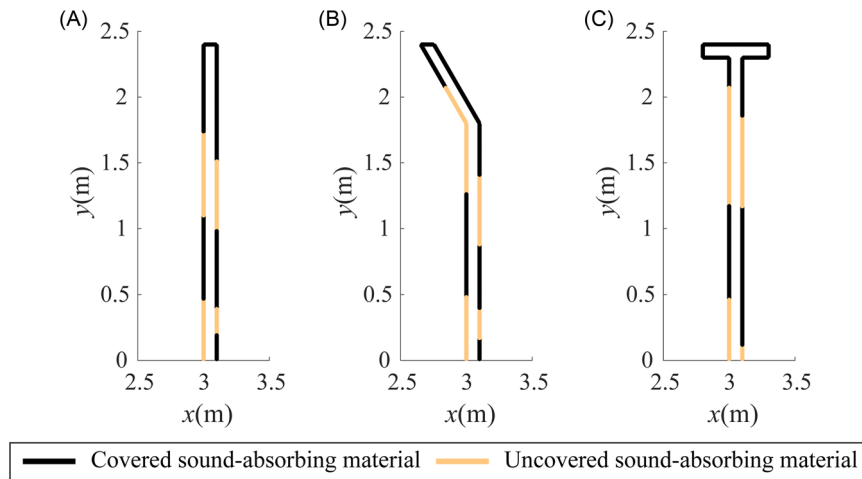 (A) (B) (C)
2.5 2.5 2.5
2 2 2
1.5 1.5 1.5
y(m) y(m) y(m)
1 1 1
0.5 0.5 0.5
0 0 0
2.5 3 3.5 2.5 3 3.5 2.5 3 3.5
x(m) x(m) x(m)
Covered sound-absorbing material Uncovered sound-absorbing material